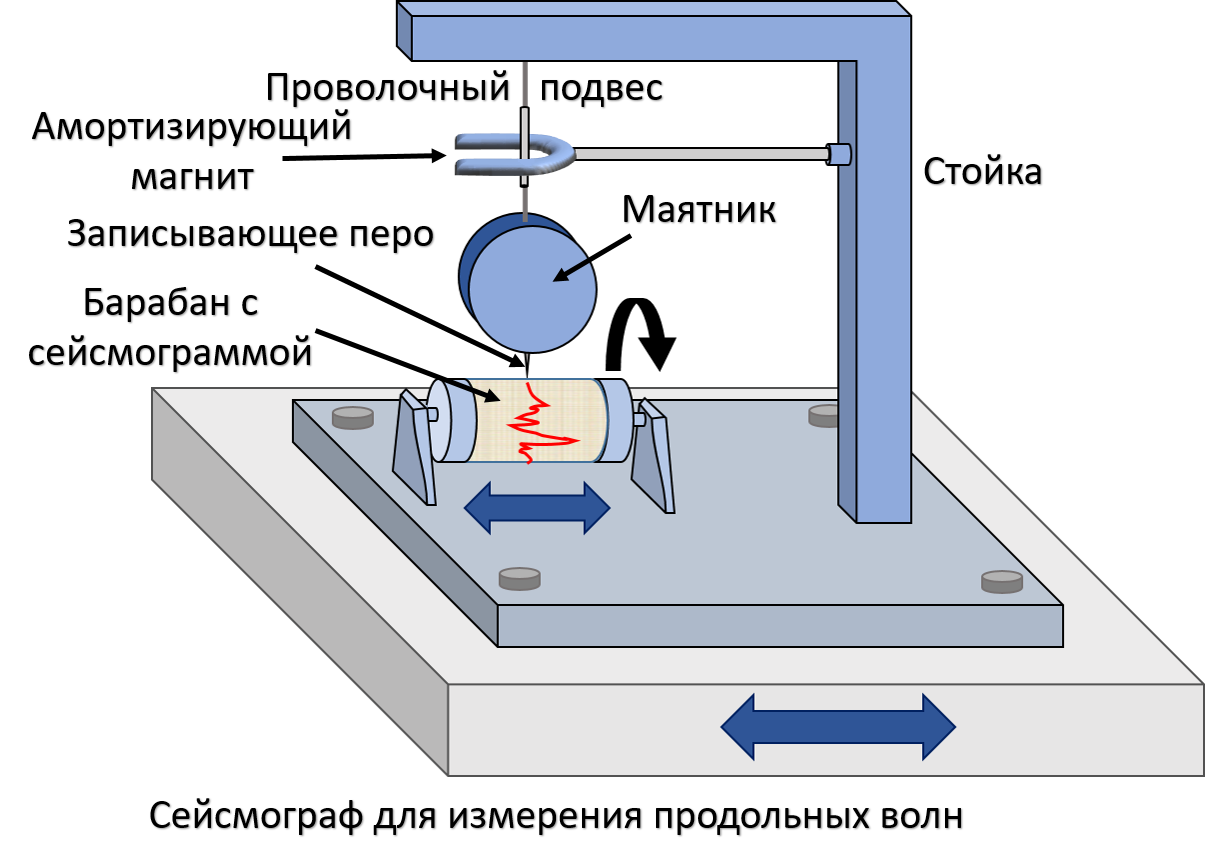 Проволочный подвес
Амортизирующий
магнит
Стойка
Маятник
Записывающее перо
Барабан с
сейсмограммой
Сейсмограф для измерения продольных волн